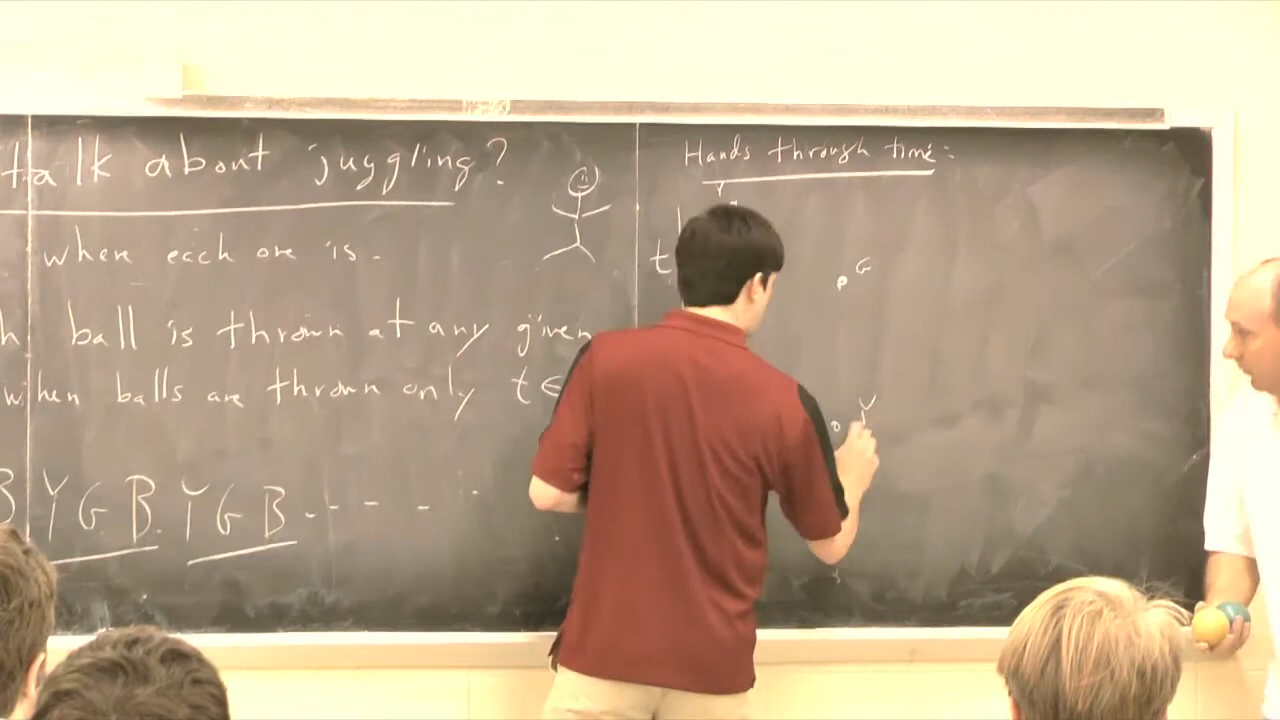 talk about juggling?
where each one is.
h ball is thrown at any given
when balls are thrown only t ∈
B Y G B. Y G B - - - - -
Hands through time:
t
G
Y